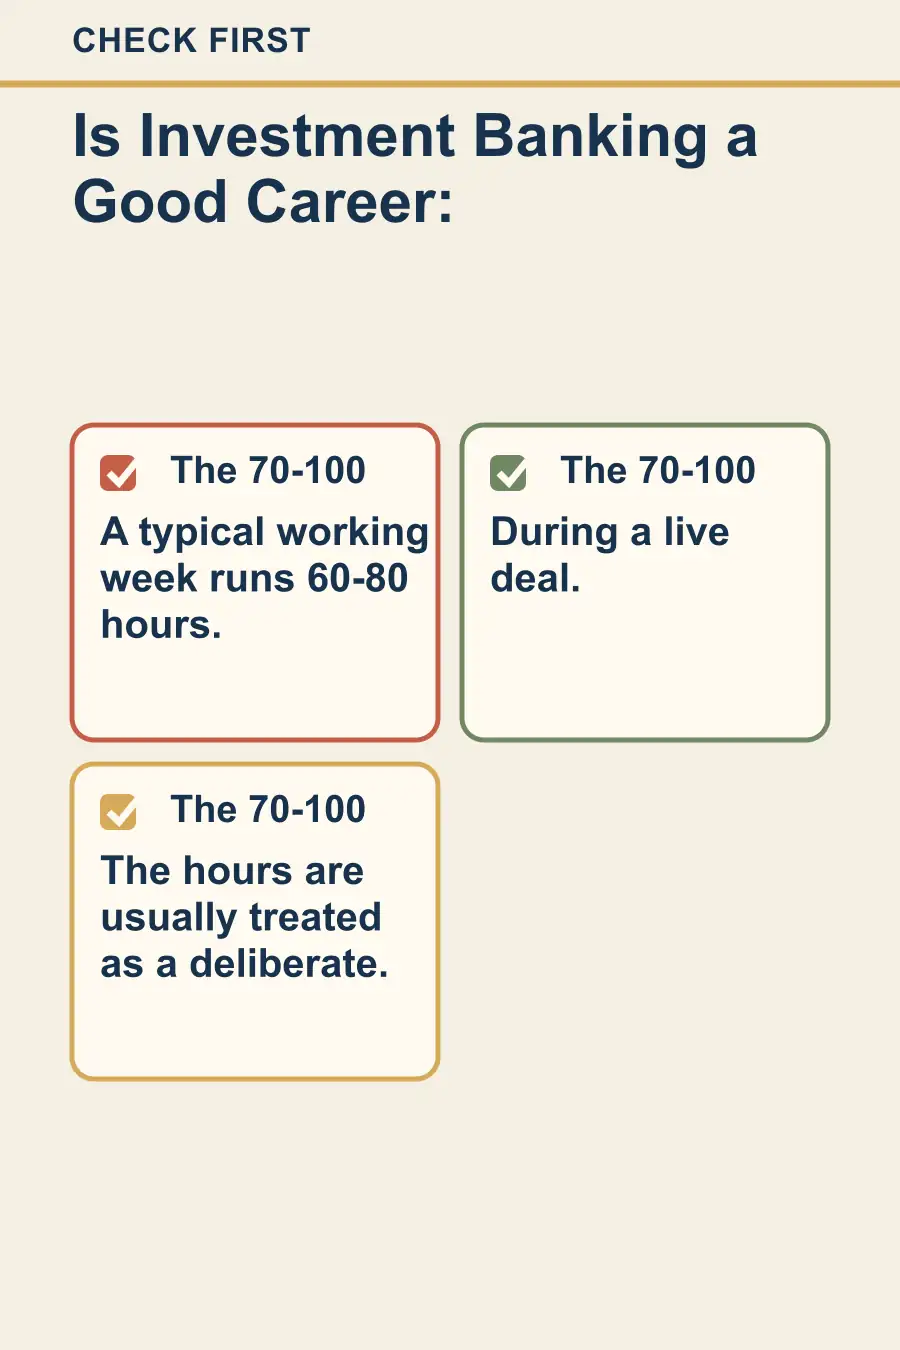 CHECK FIRST
Is Investment Banking a
Good Career:
The 70-100
A typical working
week runs 60-80
hours.
The 70-100
During a live
deal.
The 70-100
The hours are
usually treated
as a deliberate.